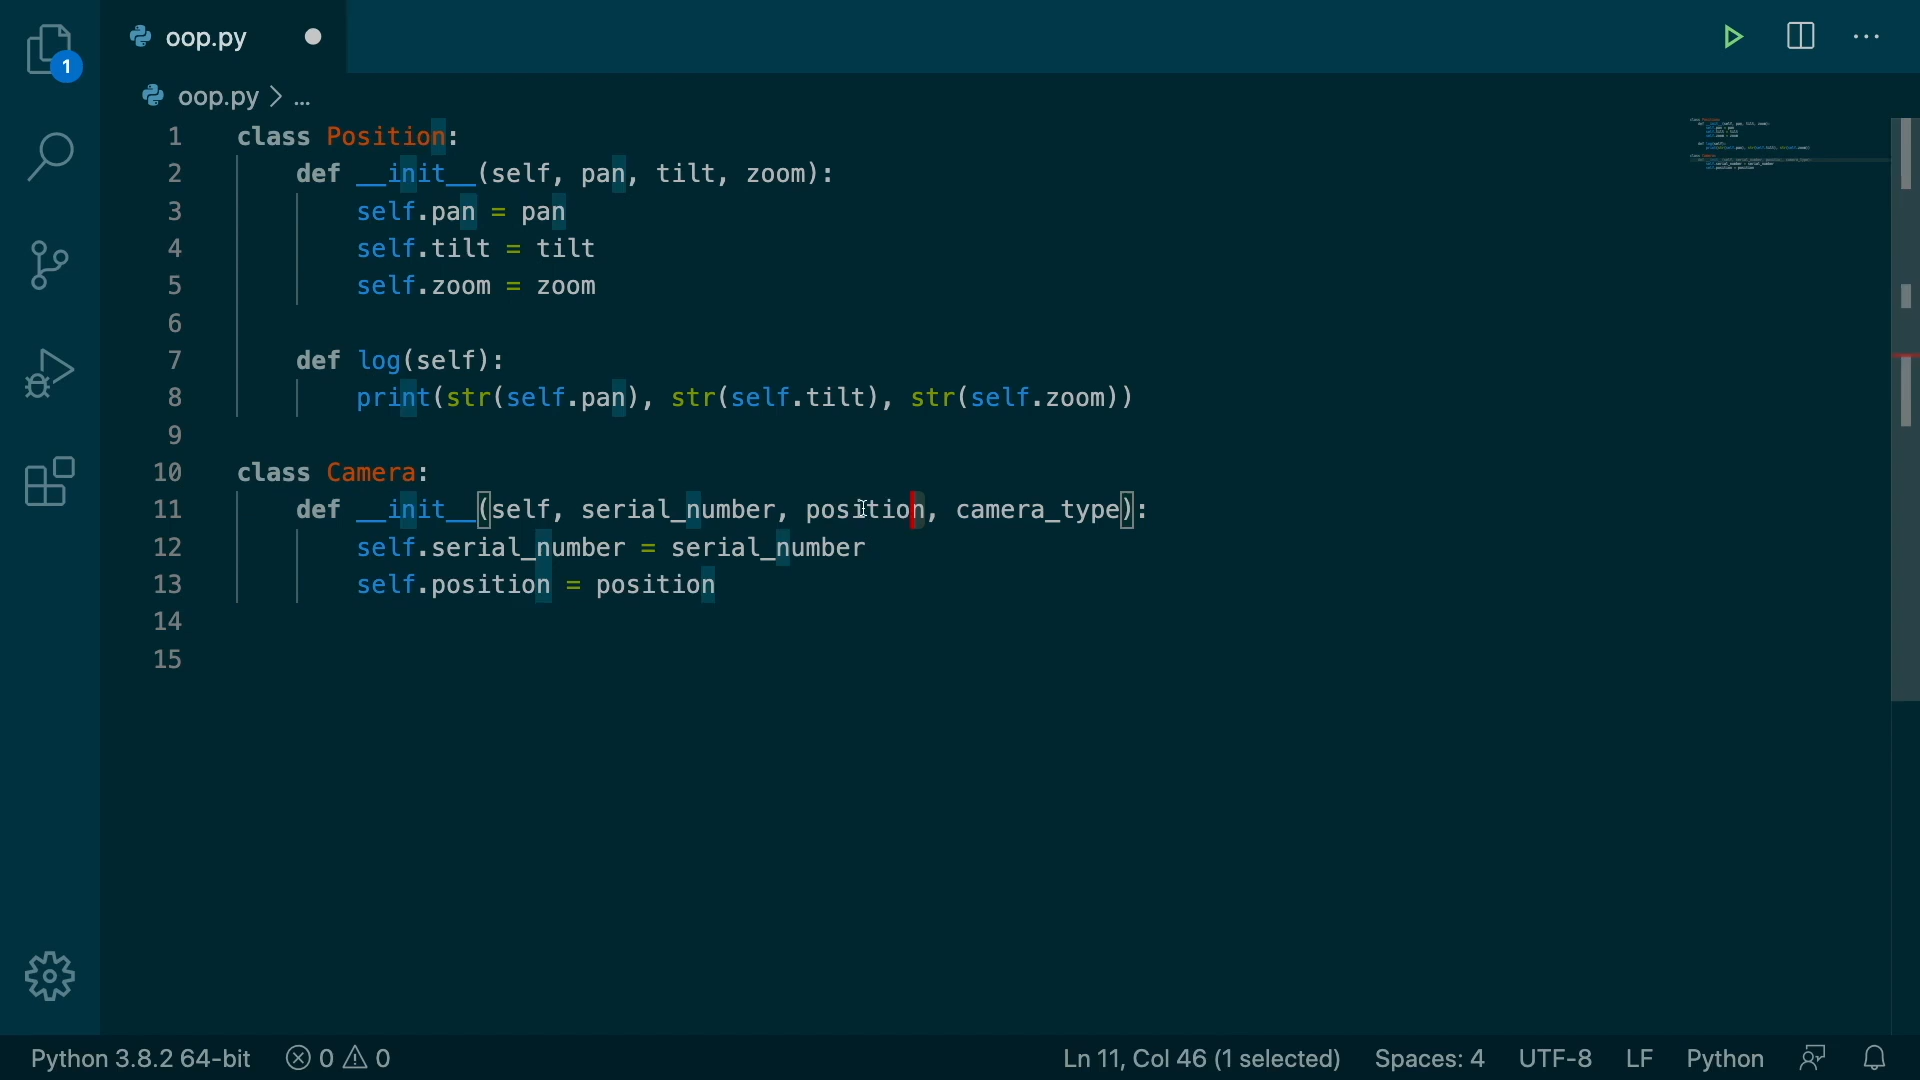 oop.py
1
oop.py > ...
1 class Position:
2     def __init__(self, pan, tilt, zoom):
3         self.pan = pan
4         self.tilt = tilt
5         self.zoom = zoom
6
7     def log(self):
8         print(str(self.pan), str(self.tilt), str(self.zoom))
9
10 class Camera:
11     def __init__(self, serial_number, position, camera_type):
12         self.serial_number = serial_number
13         self.position = position
14
15
Python 3.8.2 64-bit 0 0 Ln 11, Col 46 (1 selected) Spaces: 4 UTF-8 LF Python